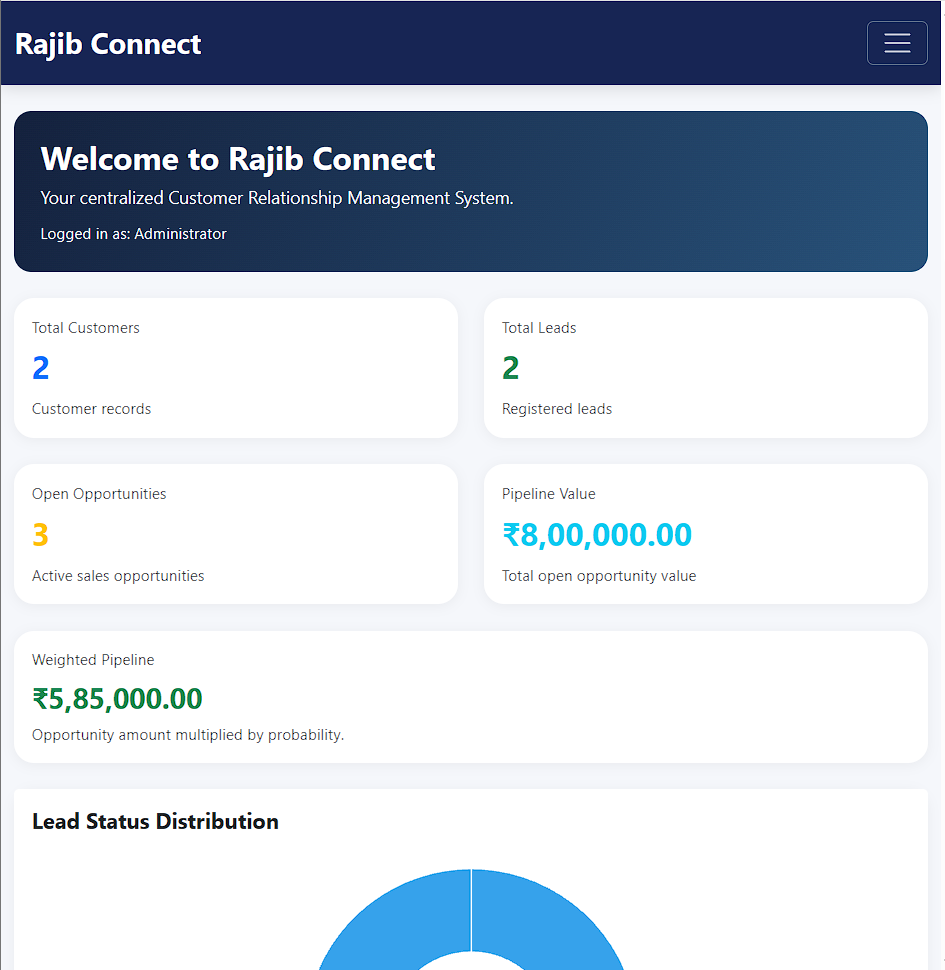 Rajib Connect
Welcome to Rajib Connect
Your centralized Customer Relationship Management System.
Logged in as: Administrator
Total Customers
2
Customer records
Total Leads
2
Registered leads
Open Opportunities
3
Active sales opportunities
Pipeline Value
₹8,00,000.00
Total open opportunity value
Weighted Pipeline
₹5,85,000.00
Opportunity amount multiplied by probability.
Lead Status Distribution